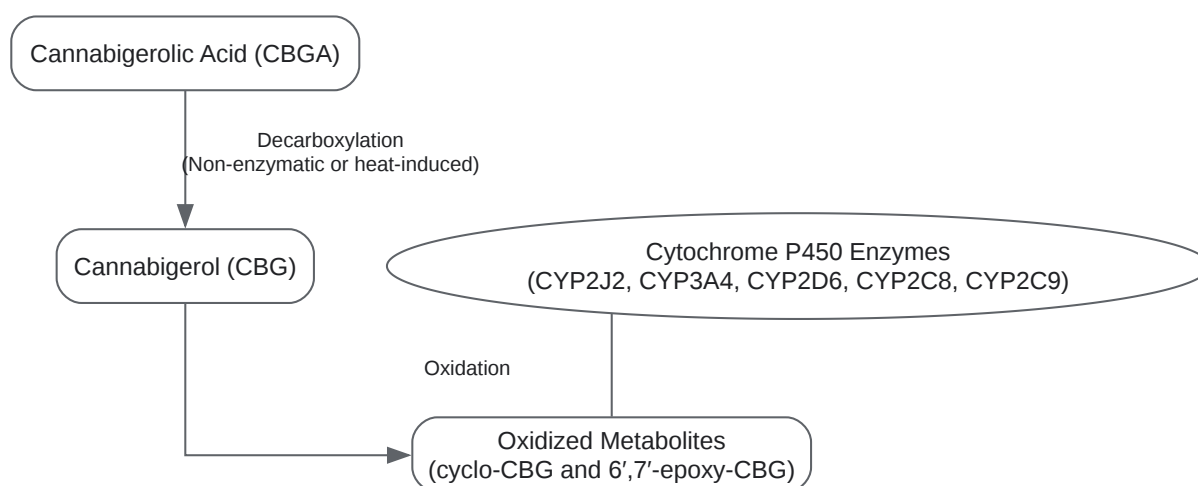 Cannabigerolic Acid (CBGA)
Decarboxylation
(Non-enzymatic or heat-induced)
Cannabigerol (CBG)
Cytochrome P450 Enzymes
(CYP2J2, CYP3A4, CYP2D6, CYP2C8, CYP2C9)
Oxidation
Oxidized Metabolites
(cyclo-CBG and 6′,7′-epoxy-CBG)